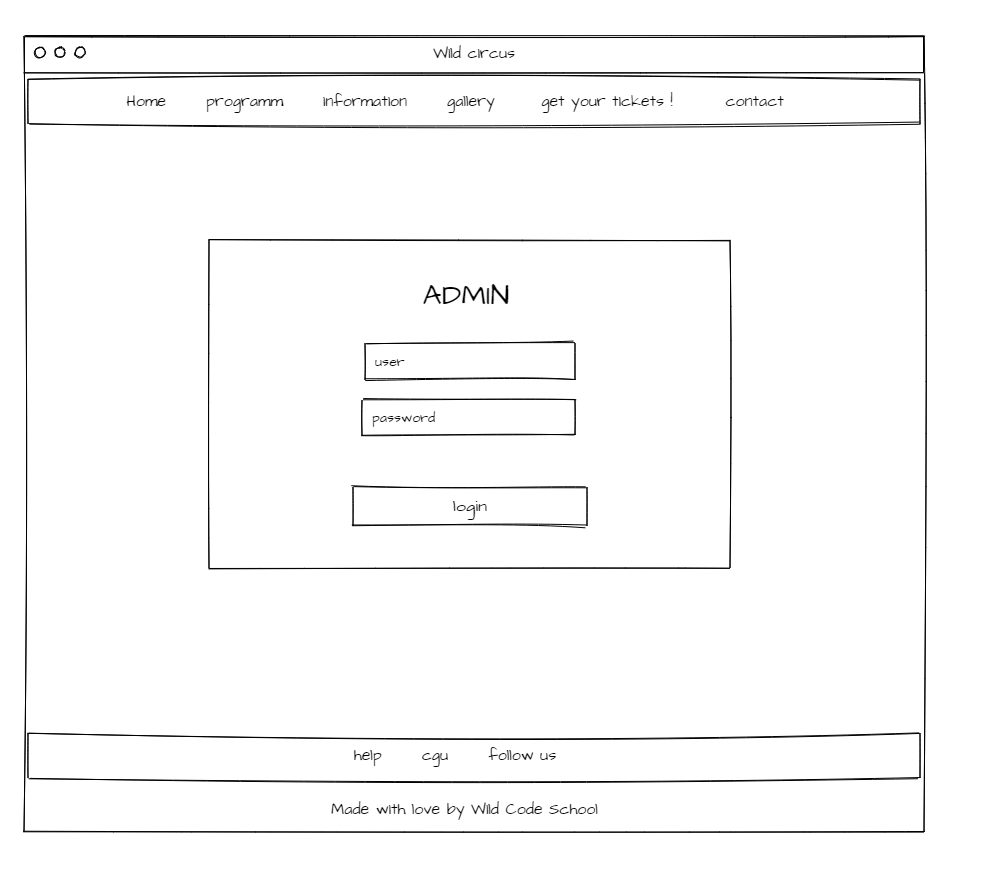 Wild circus
Home programm information gallery get your tickets ! contact
ADMIN
user
password
login
help cgu follow us
Made with love by Wild Code School